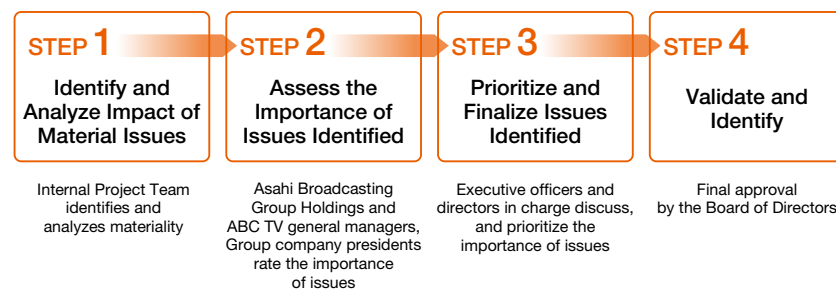 STEP 1
Identify and
Analyze Impact of
Material Issues
Internal Project Team
identifies and
analyzes materiality
STEP 2
Assess the
Importance of
Issues Identified
Asahi Broadcasting
Group Holdings and
ABC TV general managers,
Group company presidents
rate the importance
of issues
STEP 3
Prioritize and
Finalize Issues
Identified
Executive officers and
directors in charge discuss,
and prioritize the
importance of issues
STEP 4
Validate and
Identify
Final approval
by the Board of Directors